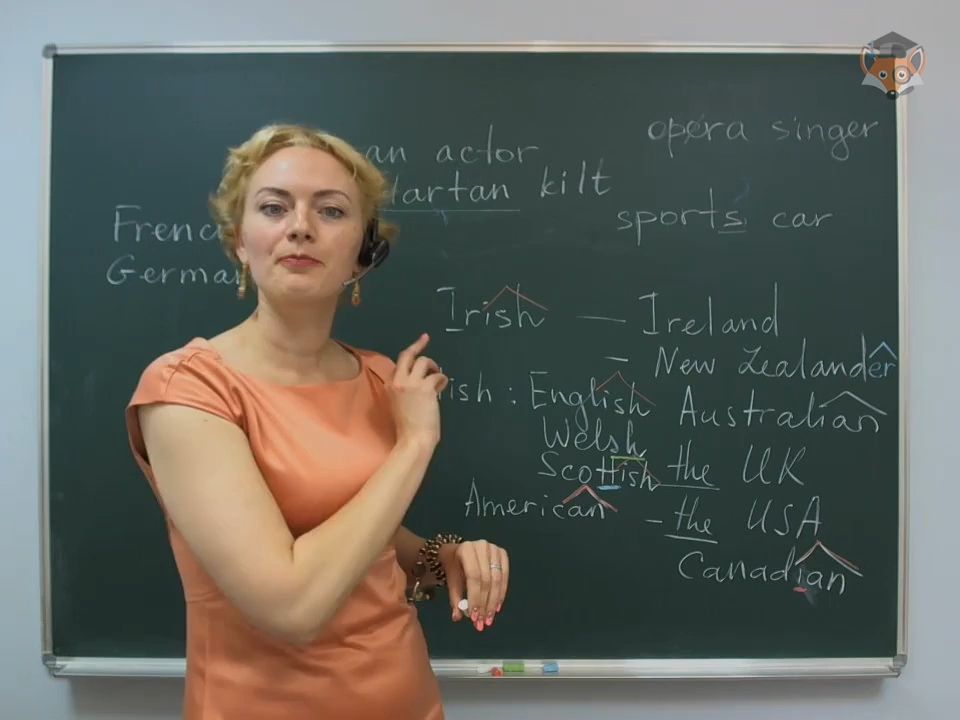 an actor
tartan kilt
opera singer
sports car
Irish — Ireland
– New Zealander
: English Australian
Welsh
Scottish the UK
American – the USA
Canadian